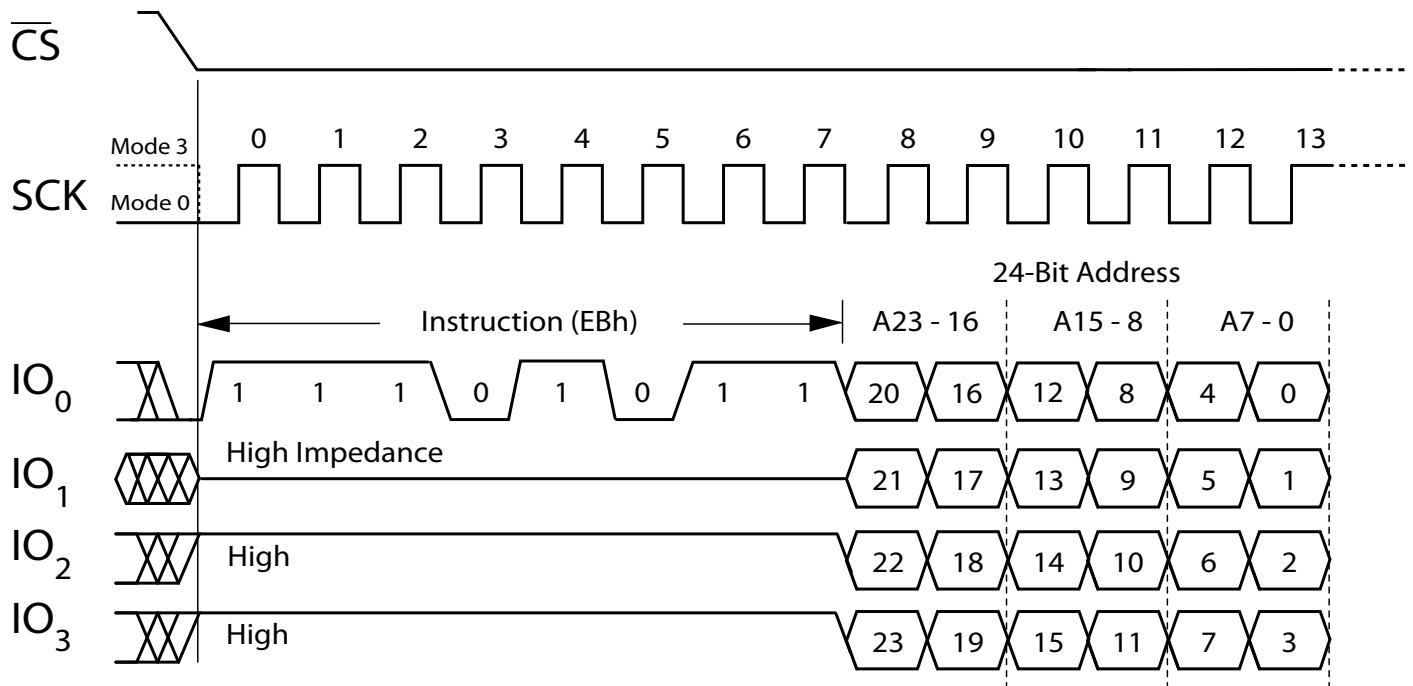 CS
Mode 3
0 1 2 3 4 5 6 7 8 9 10 11 12 13
SCK
Mode 0
24-Bit Address
Instruction (EBh)
A23 - 16 A15 - 8 A7 - 0
IO0
1 1 1 0 1 0 1 1 20 16 12 8 4 0
High Impedance
IO1
21 17 13 9 5 1
IO2
High
22 18 14 10 6 2
IO3
High
23 19 15 11 7 3